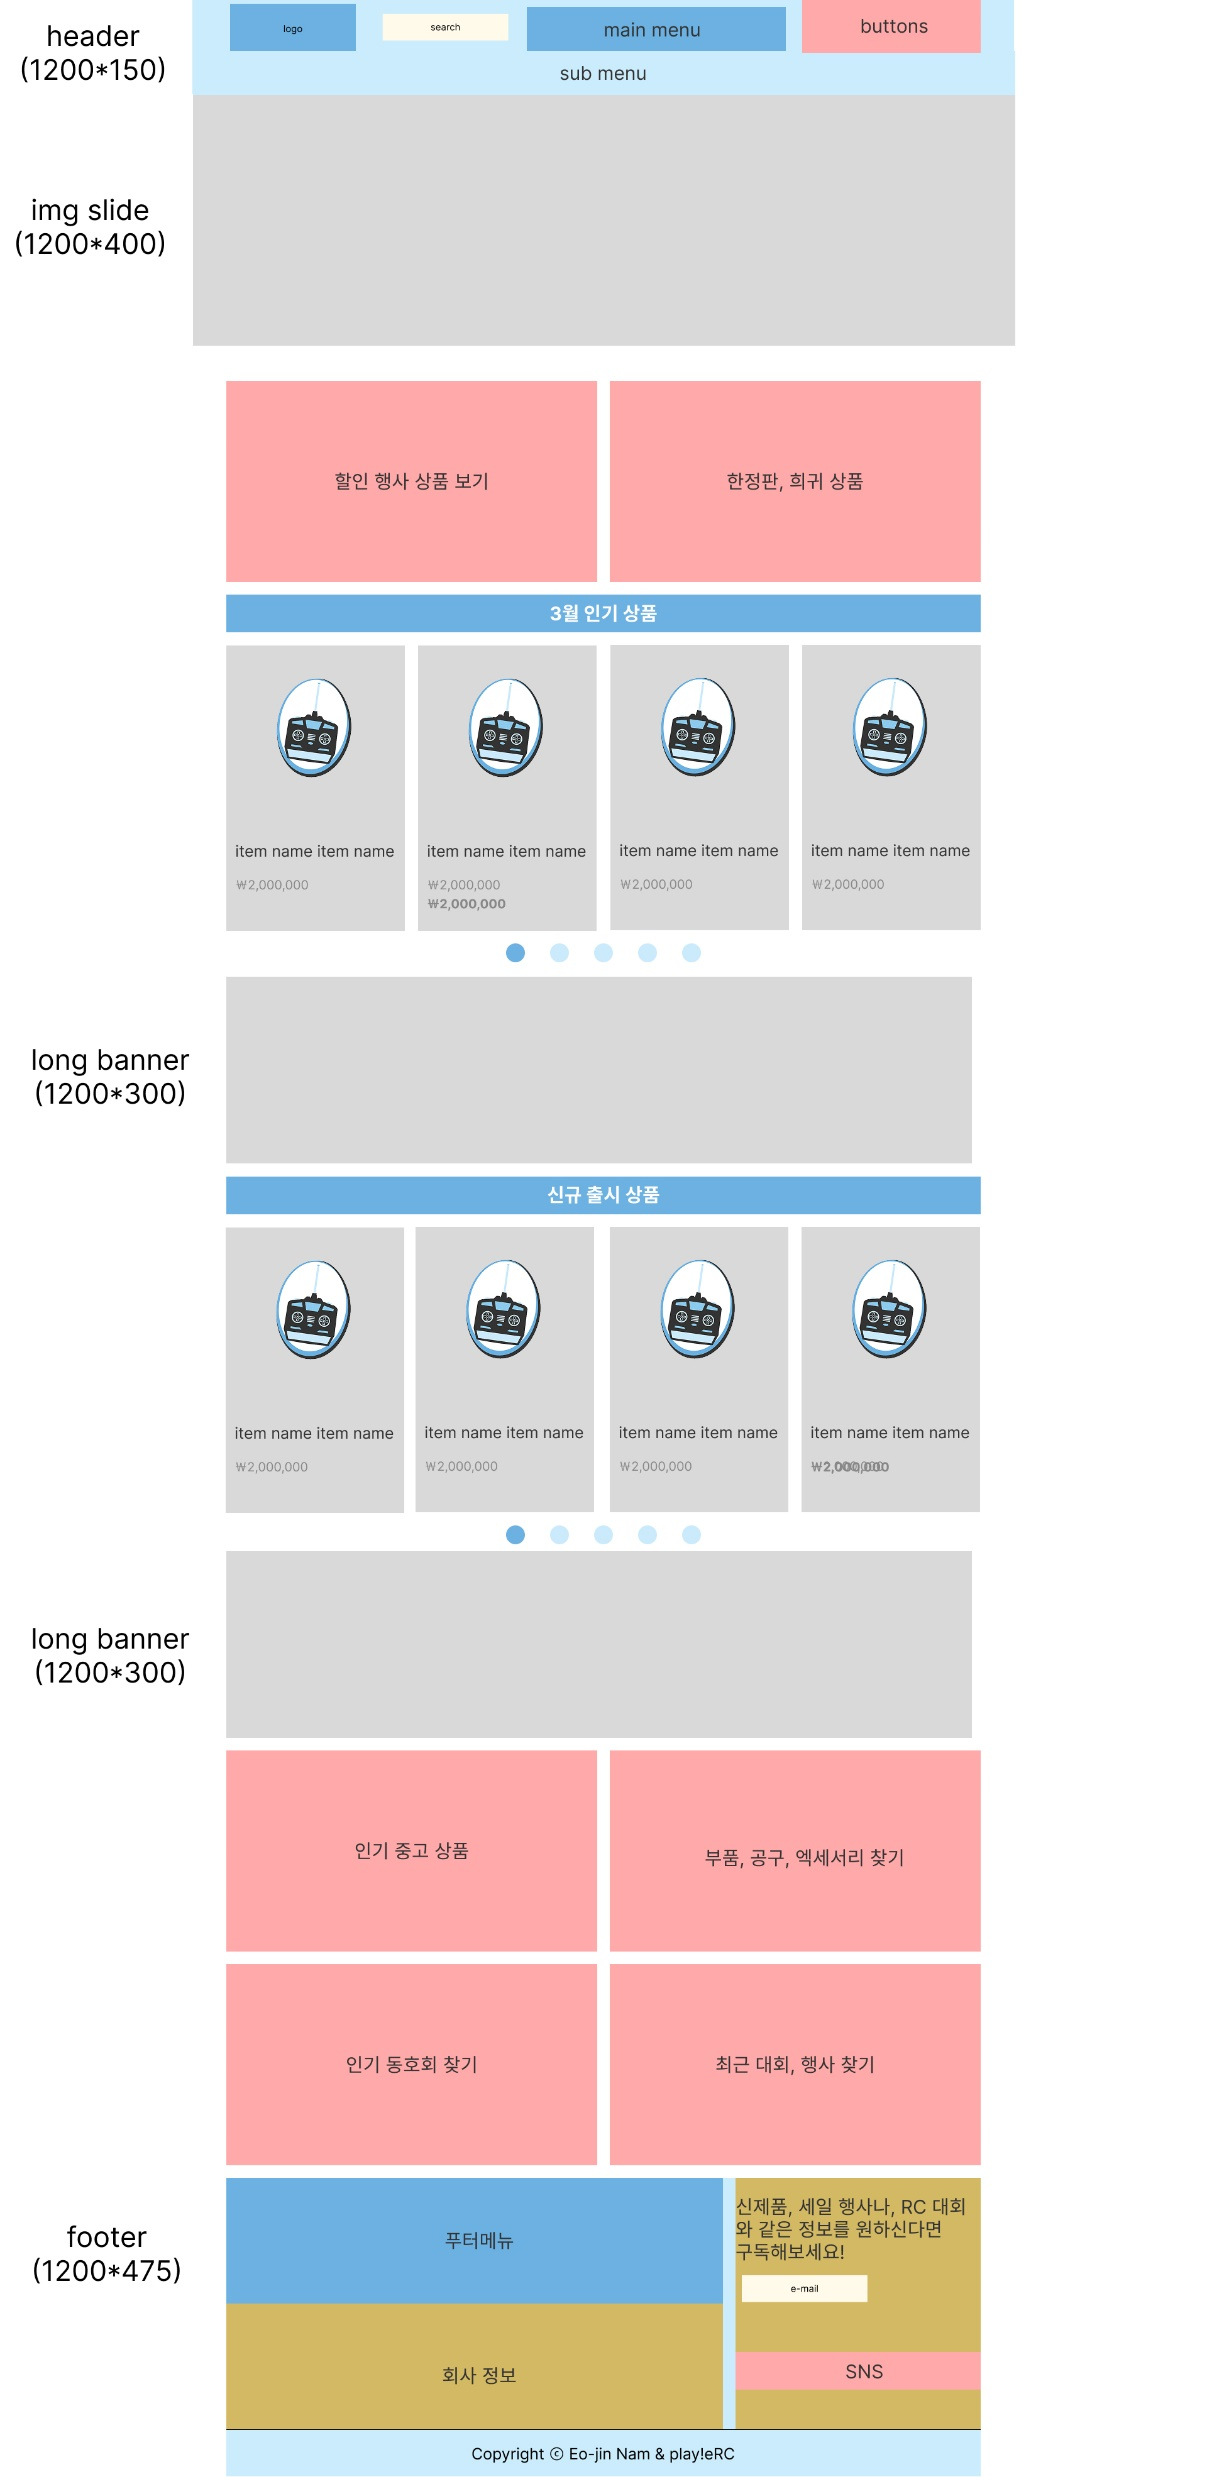 header
(1200*150)
logo
search
main menu
buttons
sub menu
img slide
(1200*400)
할인 행사 상품 보기
한정판, 희귀 상품
3월 인기 상품
item name item name
₩2,000,000
item name item name
₩2,000,000
₩2,000,000
item name item name
₩2,000,000
item name item name
₩2,000,000
long banner
(1200*300)
신규 출시 상품
item name item name
₩2,000,000
item name item name
₩2,000,000
item name item name
₩2,000,000
item name item name
₩2,000,000
long banner
(1200*300)
인기 중고 상품
부품, 공구, 엑세서리 찾기
인기 동호회 찾기
최근 대회, 행사 찾기
footer
(1200*475)
푸터메뉴
회사 정보
신제품, 세일 행사나, RC 대회
와 같은 정보를 원하신다면
구독해보세요!
e-mail
SNS
Copyright ⓒ Eo-jin Nam & play!eRC